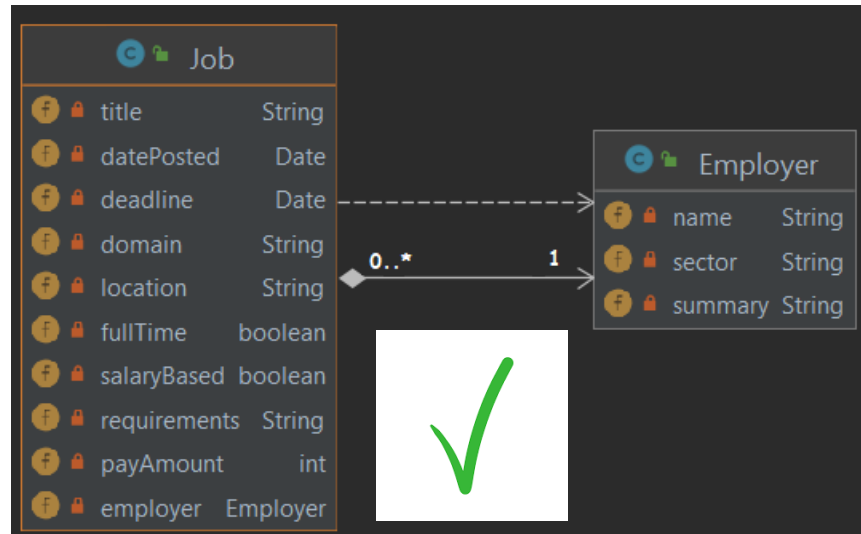 Job
title String
datePosted Date
deadline Date
domain String
location String
fullTime boolean
salaryBased boolean
requirements String
payAmount int
employer Employer
0..* 1
Employer
name String
sector String
summary String